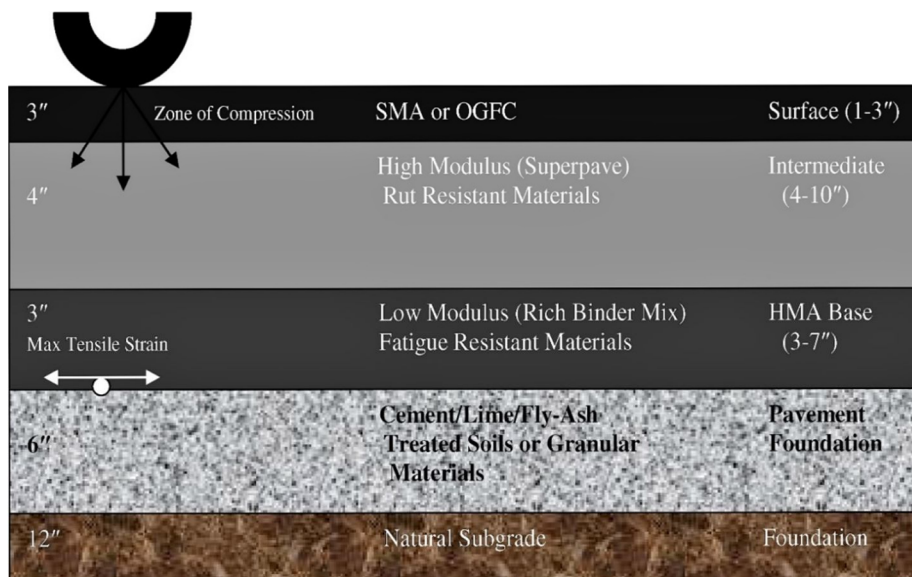 3″ Zone of Compression SMA or OGFC Surface (1-3″)
High Modulus (Superpave) Intermediate
4″ Rut Resistant Materials (4-10″)
3″ Low Modulus (Rich Binder Mix) HMA Base
Max Tensile Strain Fatigue Resistant Materials (3-7″)
Cement/Lime/Fly-Ash Pavement
6″ Treated Soils or Granular Foundation
Materials
12″ Natural Subgrade Foundation